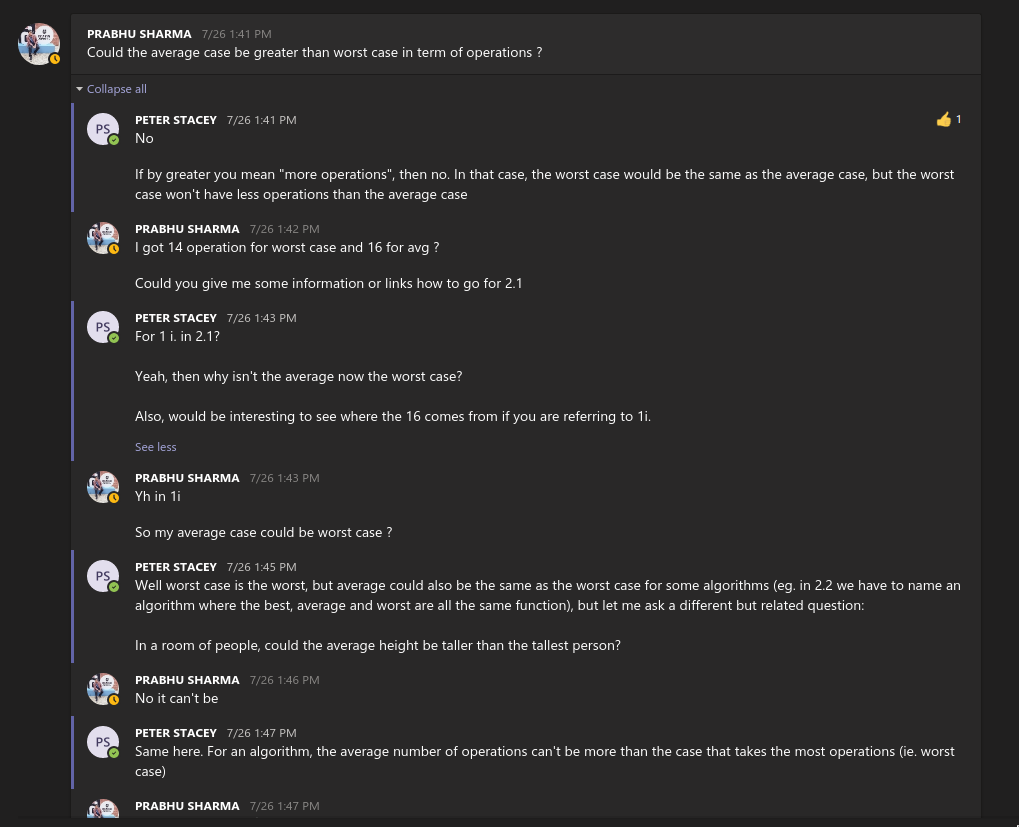 PRABHU SHARMA 7/26 1:41 PM
Could the average case be greater than worst case in term of operations ?
Collapse all
PS
PETER STACEY 7/26 1:41 PM
👍 1
No
If by greater you mean "more operations", then no. In that case, the worst case would be the same as the average case, but the worst
case won't have less operations than the average case
PRABHU SHARMA 7/26 1:42 PM
I got 14 operation for worst case and 16 for avg ?
Could you give me some information or links how to go for 2.1
PS
PETER STACEY 7/26 1:43 PM
For 1 i. in 2.1?
Yeah, then why isn't the average now the worst case?
Also, would be interesting to see where the 16 comes from if you are referring to 1i.
See less
PRABHU SHARMA 7/26 1:43 PM
Yh in 1i
So my average case could be worst case ?
PS
PETER STACEY 7/26 1:45 PM
Well worst case is the worst, but average could also be the same as the worst case for some algorithms (eg. in 2.2 we have to name an
algorithm where the best, average and worst are all the same function), but let me ask a different but related question:
In a room of people, could the average height be taller than the tallest person?
PRABHU SHARMA 7/26 1:46 PM
No it can't be
PS
PETER STACEY 7/26 1:47 PM
Same here. For an algorithm, the average number of operations can't be more than the case that takes the most operations (ie. worst
case)
PRABHU SHARMA 7/26 1:47 PM